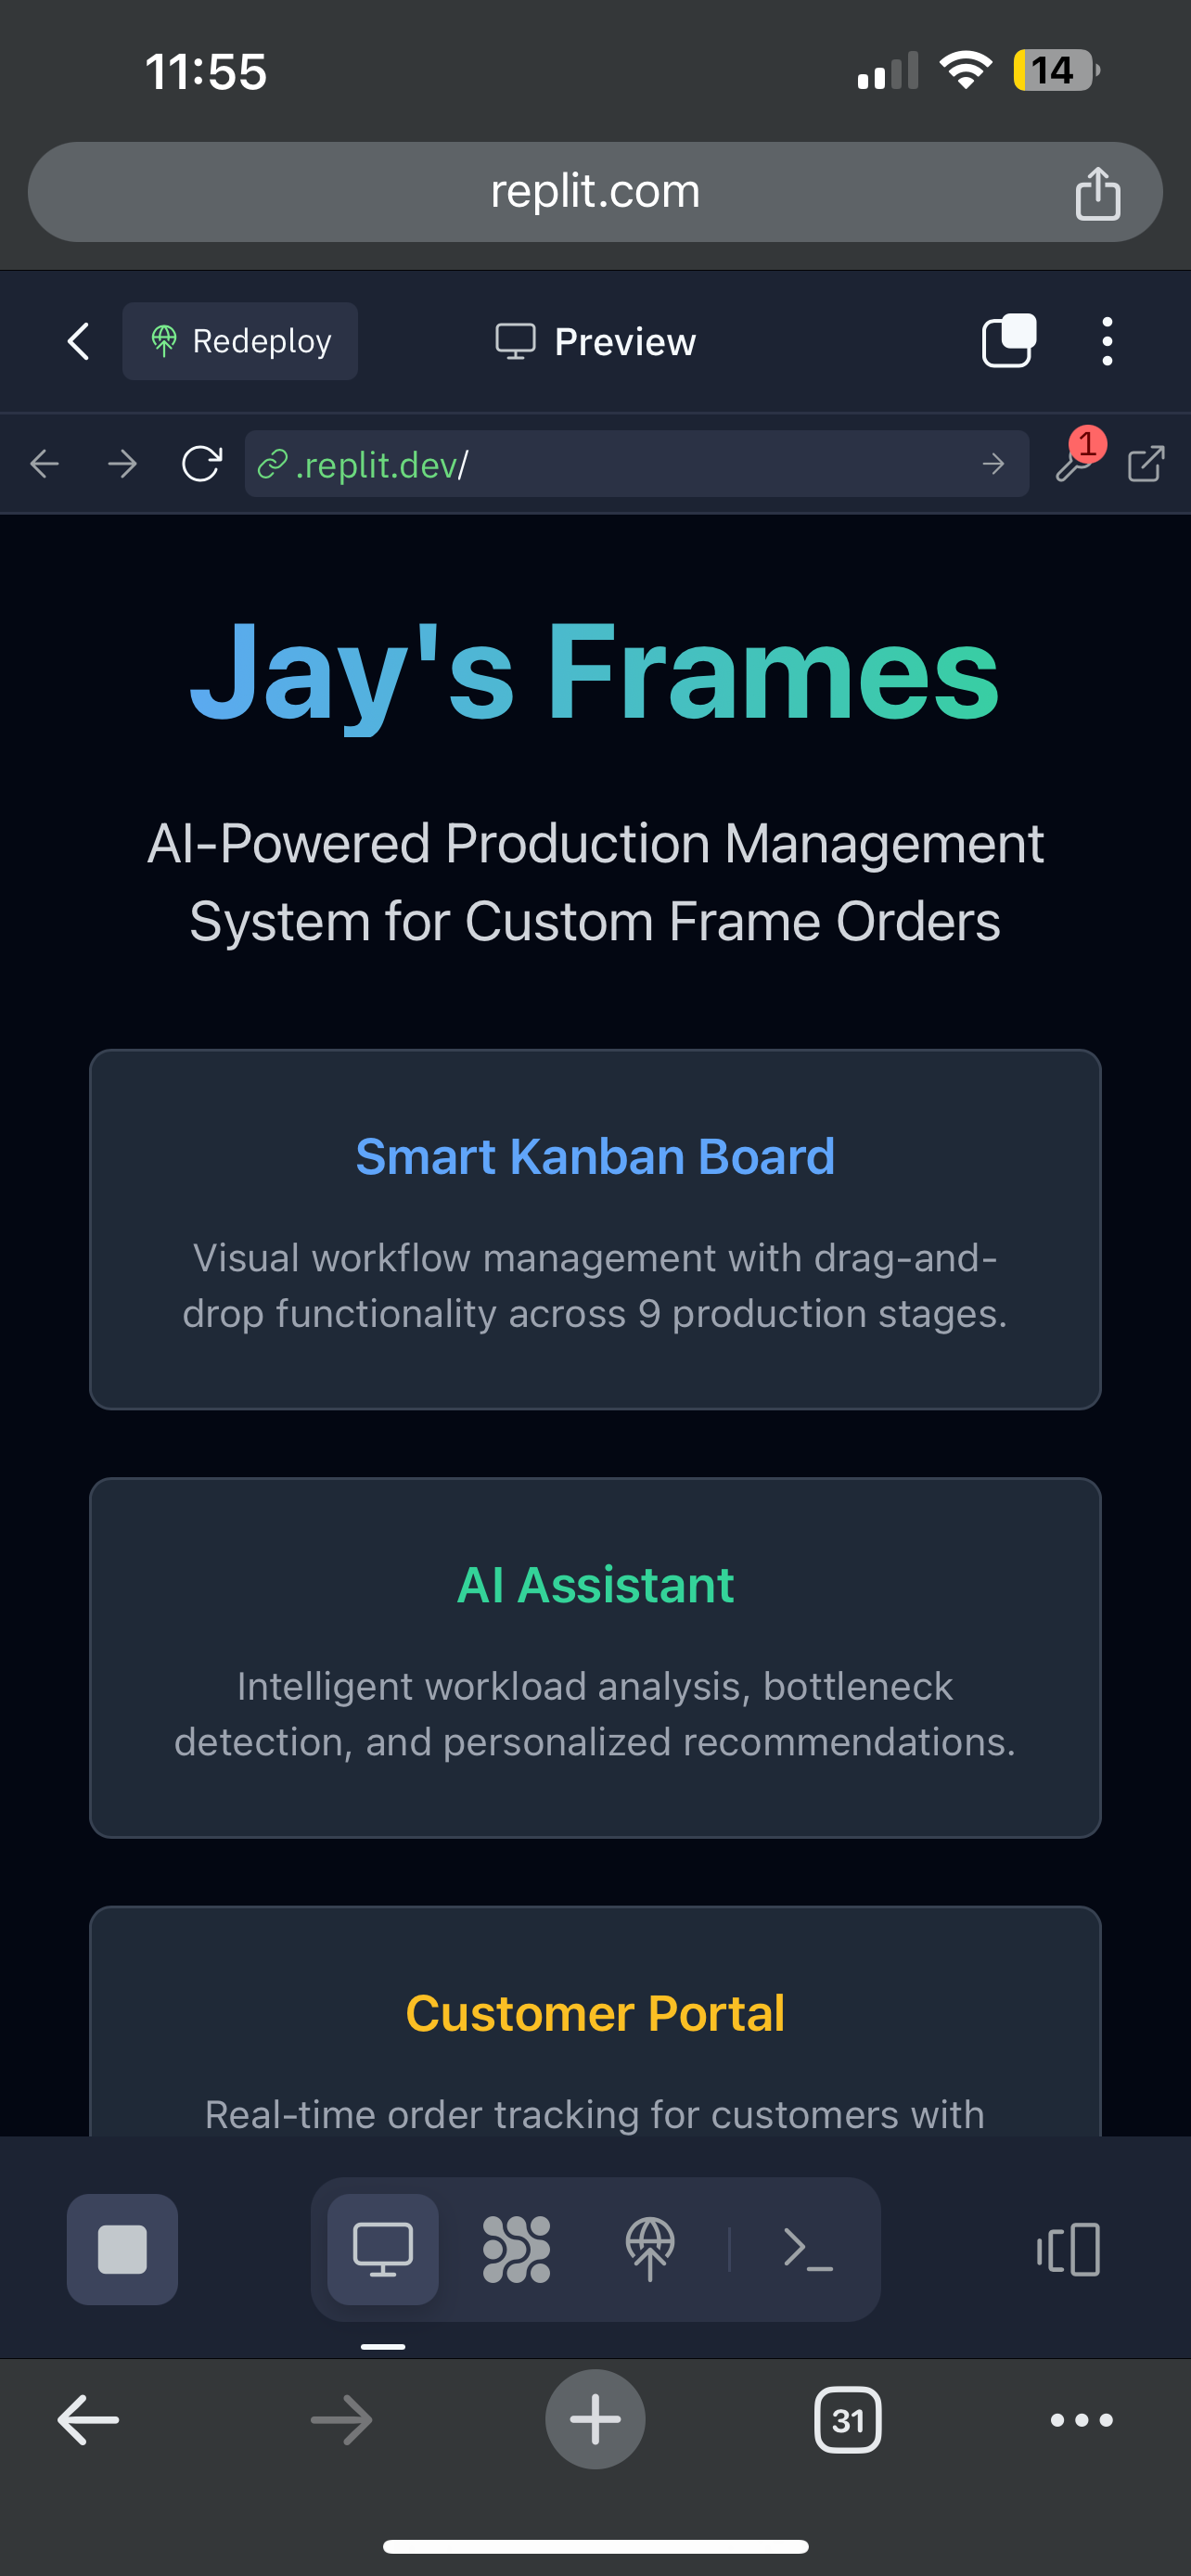 11:55
14
replit.com
Redeploy
Preview
.replit.dev/
1
Jay's Frames
AI-Powered Production Management
System for Custom Frame Orders
Smart Kanban Board
Visual workflow management with drag-and-
drop functionality across 9 production stages.
AI Assistant
Intelligent workload analysis, bottleneck
detection, and personalized recommendations.
Customer Portal
Real-time order tracking for customers with
31